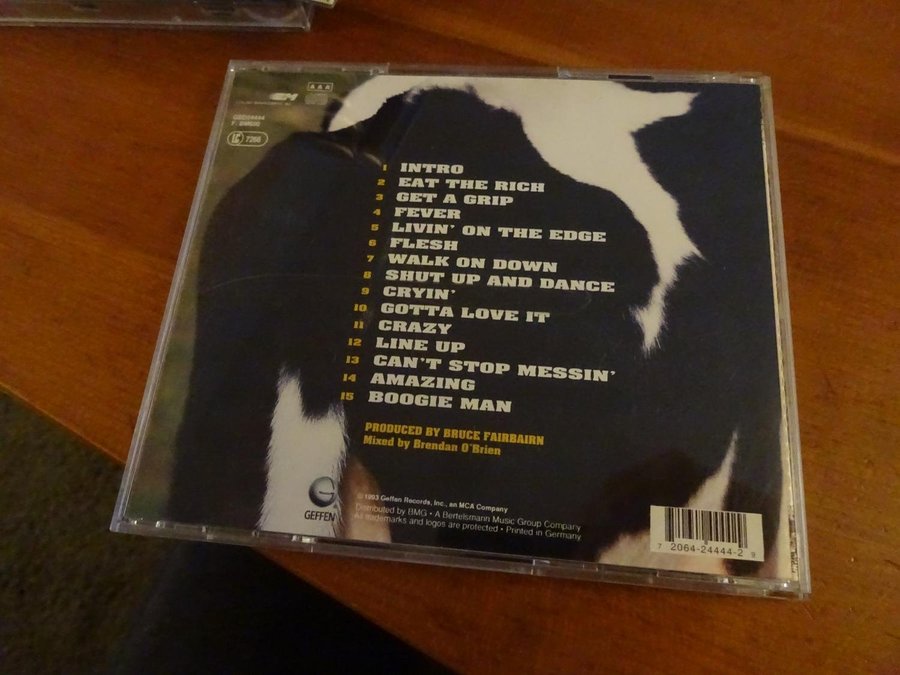 AAA
GED24444
LC 7266
1 INTRO
2 EAT THE RICH
3 GET A GRIP
4 FEVER
5 LIVIN' ON THE EDGE
6 FLESH
7 WALK ON DOWN
8 SHUT UP AND DANCE
9 CRYIN'
10 GOTTA LOVE IT
11 CRAZY
12 LINE UP
13 CAN'T STOP MESSIN'
14 AMAZING
15 BOOGIE MAN
PRODUCED BY BRUCE FAIRBAIRN
Mixed by Brendan O'Brien
GEFFEN
© 1993 Geffen Records, Inc., an MCA Company
Distributed by BMG • A Bertelsmann Music Group Company
All trademarks and logos are protected • Printed in Germany
7 2064-24444-2 9